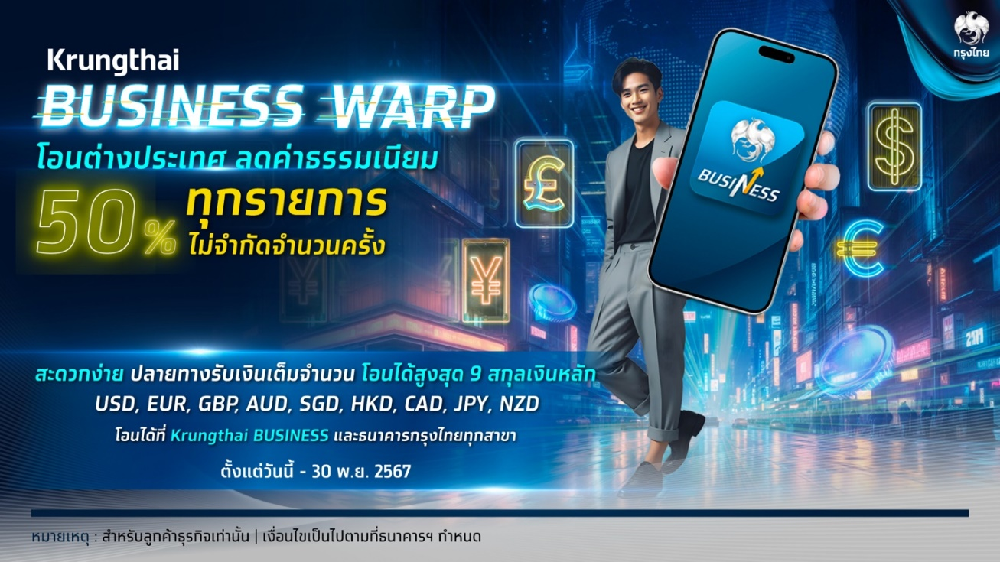 กรุงไทย
Krungthai
BUSINESS WARP
โอนต่างประเทศ ลดค่าธรรมเนียม
50% ทุกรายการ
ไม่จำกัดจำนวนครั้ง
BUSINESS
£
$
€
¥
สะดวกง่าย ปลายทางรับเงินเต็มจำนวน โอนได้สูงสุด 9 สกุลเงินหลัก
USD, EUR, GBP, AUD, SGD, HKD, CAD, JPY, NZD
โอนได้ที่ Krungthai BUSINESS และธนาคารกรุงไทยทุกสาขา
ตั้งแต่วันนี้ - 30 พ.ย. 2567
หมายเหตุ : สำหรับลูกค้าธุรกิจเท่านั้น | เงื่อนไขเป็นไปตามที่ธนาคารฯ กำหนด